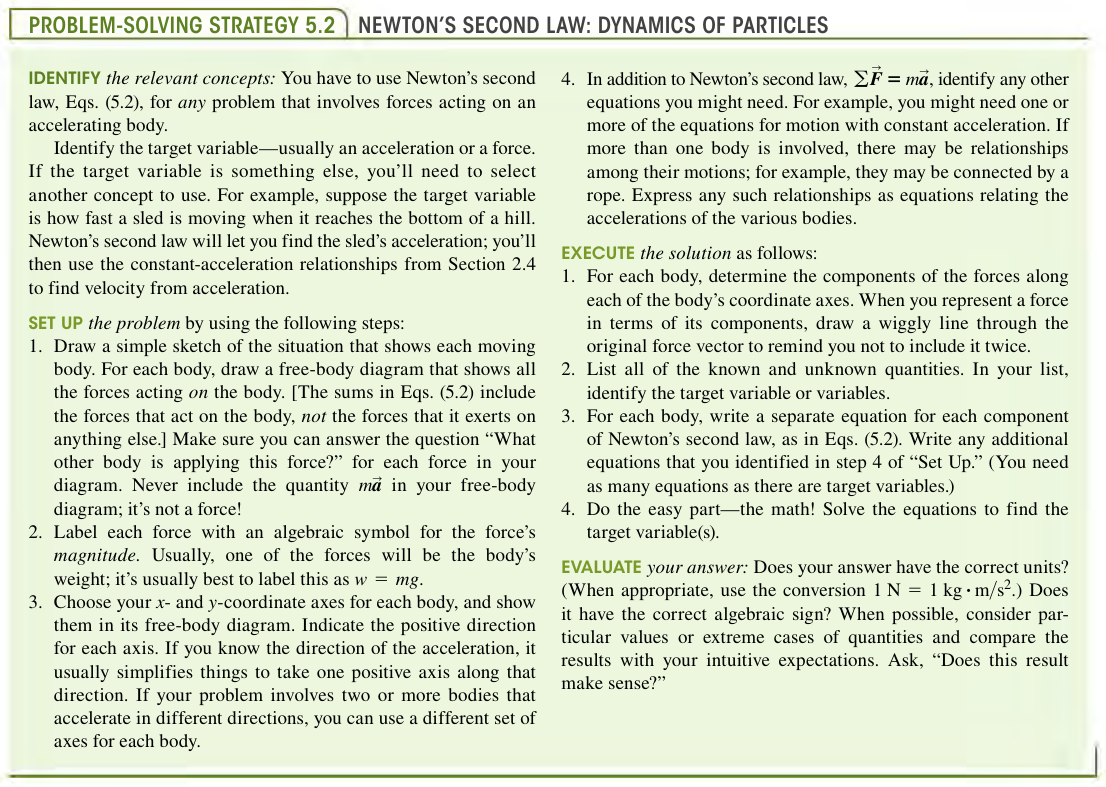 PROBLEM-SOLVING STRATEGY 5.2 NEWTON'S SECOND LAW: DYNAMICS OF PARTICLES
IDENTIFY the relevant concepts: You have to use Newton's second
law, Eqs. (5.2), for any problem that involves forces acting on an
accelerating body.
Identify the target variable—usually an acceleration or a force.
If the target variable is something else, you'll need to select
another concept to use. For example, suppose the target variable
is how fast a sled is moving when it reaches the bottom of a hill.
Newton's second law will let you find the sled's acceleration; you'll
then use the constant-acceleration relationships from Section 2.4
to find velocity from acceleration.
SET UP the problem by using the following steps:
1. Draw a simple sketch of the situation that shows each moving
body. For each body, draw a free-body diagram that shows all
the forces acting on the body. [The sums in Eqs. (5.2) include
the forces that act on the body, not the forces that it exerts on
anything else.] Make sure you can answer the question “What
other body is applying this force?” for each force in your
diagram. Never include the quantity ma⃗ in your free-body
diagram; it's not a force!
2. Label each force with an algebraic symbol for the force's
magnitude. Usually, one of the forces will be the body's
weight; it's usually best to label this as w = mg.
3. Choose your x- and y-coordinate axes for each body, and show
them in its free-body diagram. Indicate the positive direction
for each axis. If you know the direction of the acceleration, it
usually simplifies things to take one positive axis along that
direction. If your problem involves two or more bodies that
accelerate in different directions, you can use a different set of
axes for each body.
4. In addition to Newton's second law, ∑F⃗ = ma⃗, identify any other
equations you might need. For example, you might need one or
more of the equations for motion with constant acceleration. If
more than one body is involved, there may be relationships
among their motions; for example, they may be connected by a
rope. Express any such relationships as equations relating the
accelerations of the various bodies.
EXECUTE the solution as follows:
1. For each body, determine the components of the forces along
each of the body's coordinate axes. When you represent a force
in terms of its components, draw a wiggly line through the
original force vector to remind you not to include it twice.
2. List all of the known and unknown quantities. In your list,
identify the target variable or variables.
3. For each body, write a separate equation for each component
of Newton's second law, as in Eqs. (5.2). Write any additional
equations that you identified in step 4 of “Set Up.” (You need
as many equations as there are target variables.)
4. Do the easy part—the math! Solve the equations to find the
target variable(s).
EVALUATE your answer: Does your answer have the correct units?
(When appropriate, use the conversion 1 N = 1 kg · m/s².) Does
it have the correct algebraic sign? When possible, consider par-
ticular values or extreme cases of quantities and compare the
results with your intuitive expectations. Ask, “Does this result
make sense?”